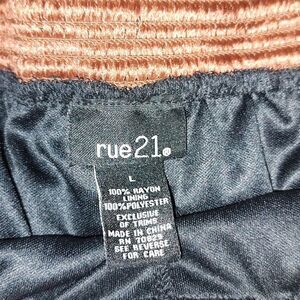 rue21®
L
100% RAYON
LINING
100% POLYESTER
EXCLUSIVE
OF TRIMS
MADE IN CHINA
RN 70829
SEE REVERSE
FOR CARE